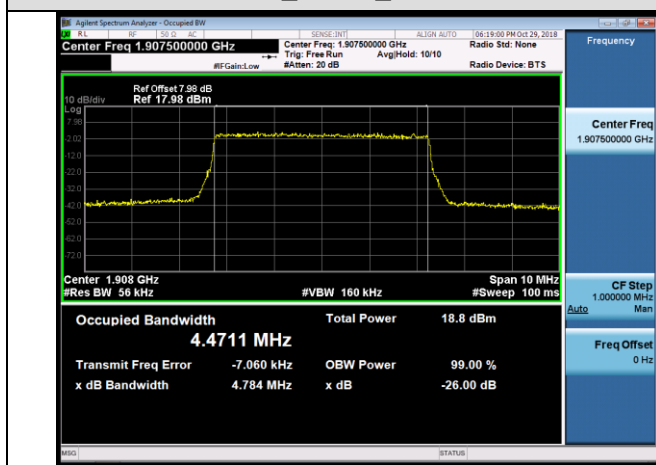 Agilent Spectrum Analyzer - Occupied BW
RL RF 50 Ω AC SENSE:INT ALIGN AUTO 06:19:00 PM Oct 29, 2018
Center Freq 1.907500000 GHz Center Freq: 1.907500000 GHz Radio Std: None Frequency
Trig: Free Run Avg|Hold: 10/10
#IFGain:Low #Atten: 20 dB Radio Device: BTS
Ref Offset 7.98 dB
10 dB/div Ref 17.98 dBm
Log
7.98
-2.02
-12.0
-22.0
-32.0
-42.0
-52.0
-62.0
-72.0
Center Freq
1.907500000 GHz
Center 1.908 GHz Span 10 MHz
#Res BW 56 kHz #VBW 160 kHz #Sweep 100 ms
CF Step
1.000000 MHz
Auto Man
Occupied Bandwidth Total Power 18.8 dBm
4.4711 MHz
Freq Offset
0 Hz
Transmit Freq Error -7.060 kHz OBW Power 99.00 %
x dB Bandwidth 4.784 MHz x dB -26.00 dB
MSG STATUS